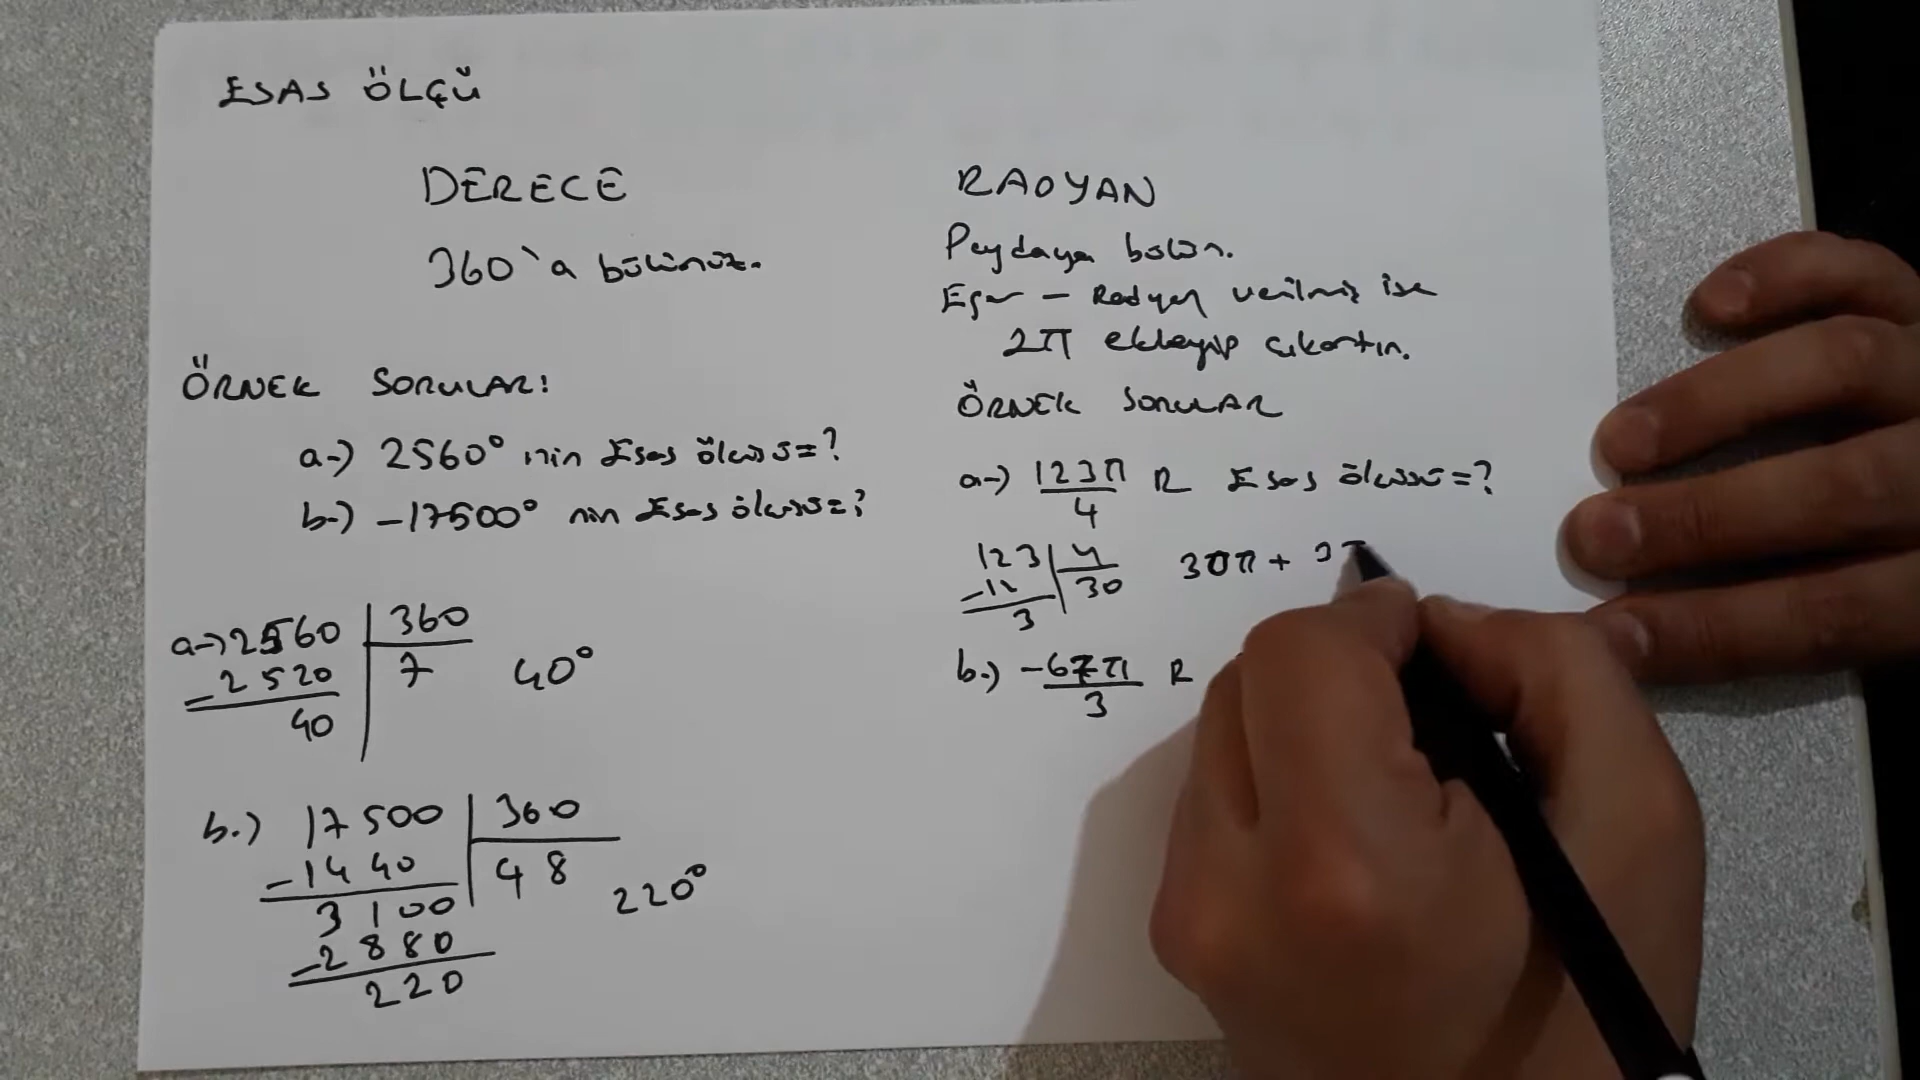 ESAS ÖLÇÜ
DERECE
360`a bölünüz.
ÖRNEK SORULAR!
a-) 2560° nin Esas ölçüsü=?
b-) -17500° nin Esas ölçüsü=?
a-) 2560 | 360
-2520 | 7
40
40°
b.) 17500 | 360
-1440 | 48
3100
-2880
220
220°
RADYAN
Paydaya bölün.
Eğer - Radyan verilmiş ise
2π ekleyip çıkartın.
ÖRNEK SORULAR
a-) 123π/4 R Esas ölçüsü=?
123 | 4
-12 | 30
3
30π + 3π
b.) -67π/3 R